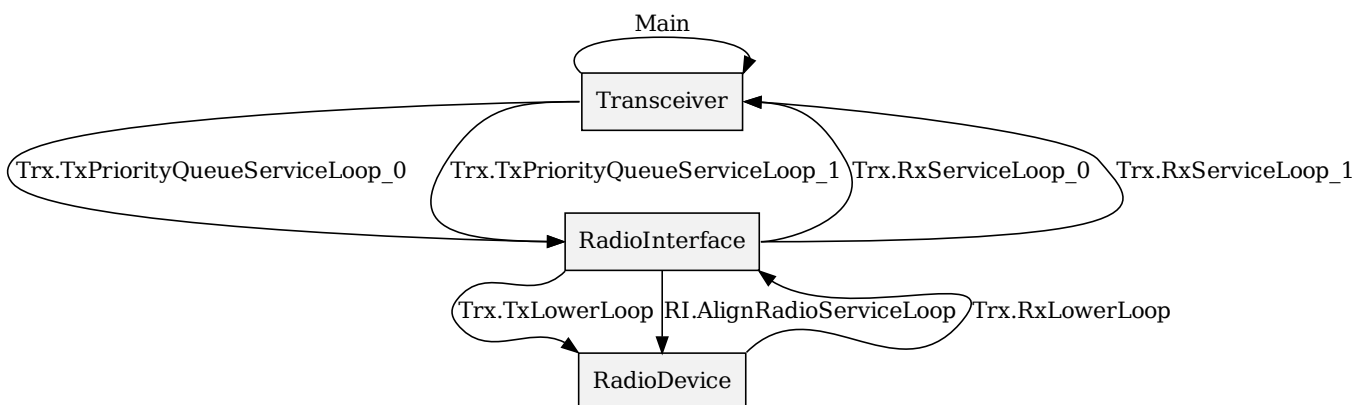 Main
Transceiver
Trx.TxPriorityQueueServiceLoop_0
Trx.TxPriorityQueueServiceLoop_1
Trx.RxServiceLoop_0
Trx.RxServiceLoop_1
RadioInterface
Trx.TxLowerLoop
RI.AlignRadioServiceLoop
Trx.RxLowerLoop
RadioDevice